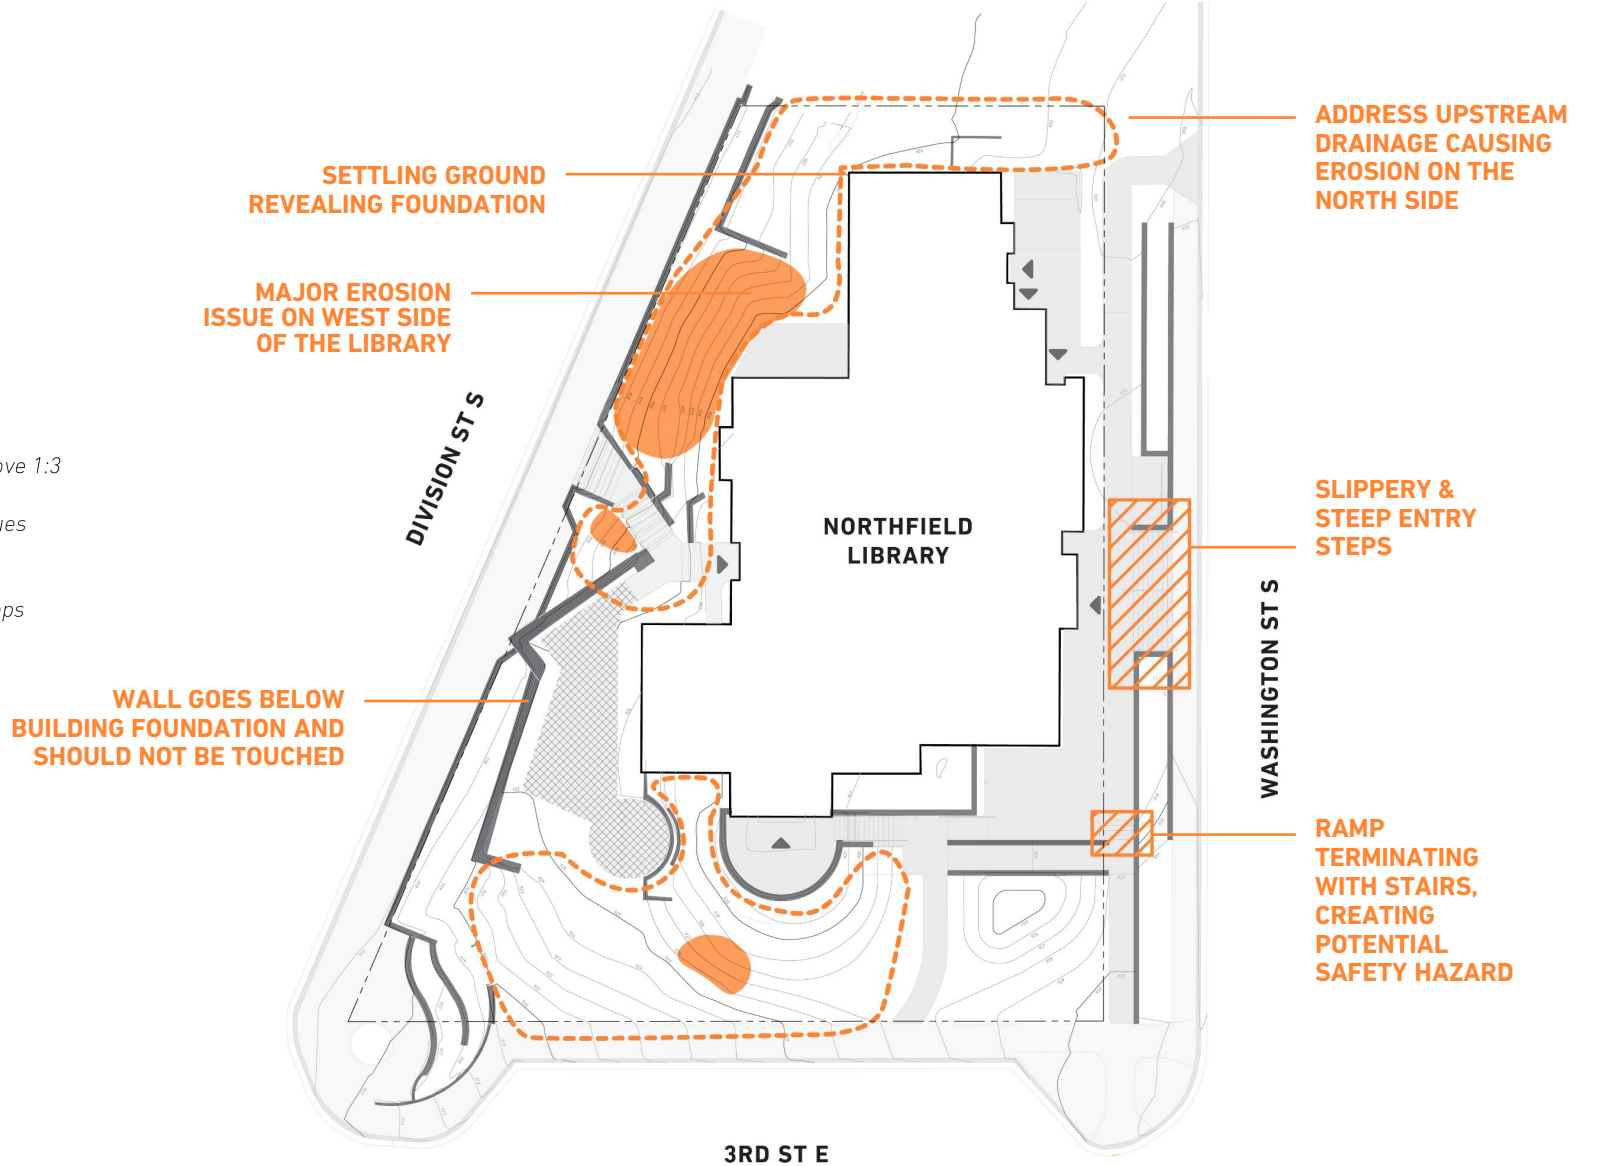 ADDRESS UPSTREAM
DRAINAGE CAUSING
EROSION ON THE
NORTH SIDE
SETTLING GROUND
REVEALING FOUNDATION
MAJOR EROSION
ISSUE ON WEST SIDE
OF THE LIBRARY
DIVISION ST S
1:3
SLIPPERY &
STEEP ENTRY
STEPS
NORTHFIELD
LIBRARY
WASHINGTON ST S
WALL GOES BELOW
BUILDING FOUNDATION AND
SHOULD NOT BE TOUCHED
RAMP
TERMINATING
WITH STAIRS,
CREATING
POTENTIAL
SAFETY HAZARD
3RD ST E